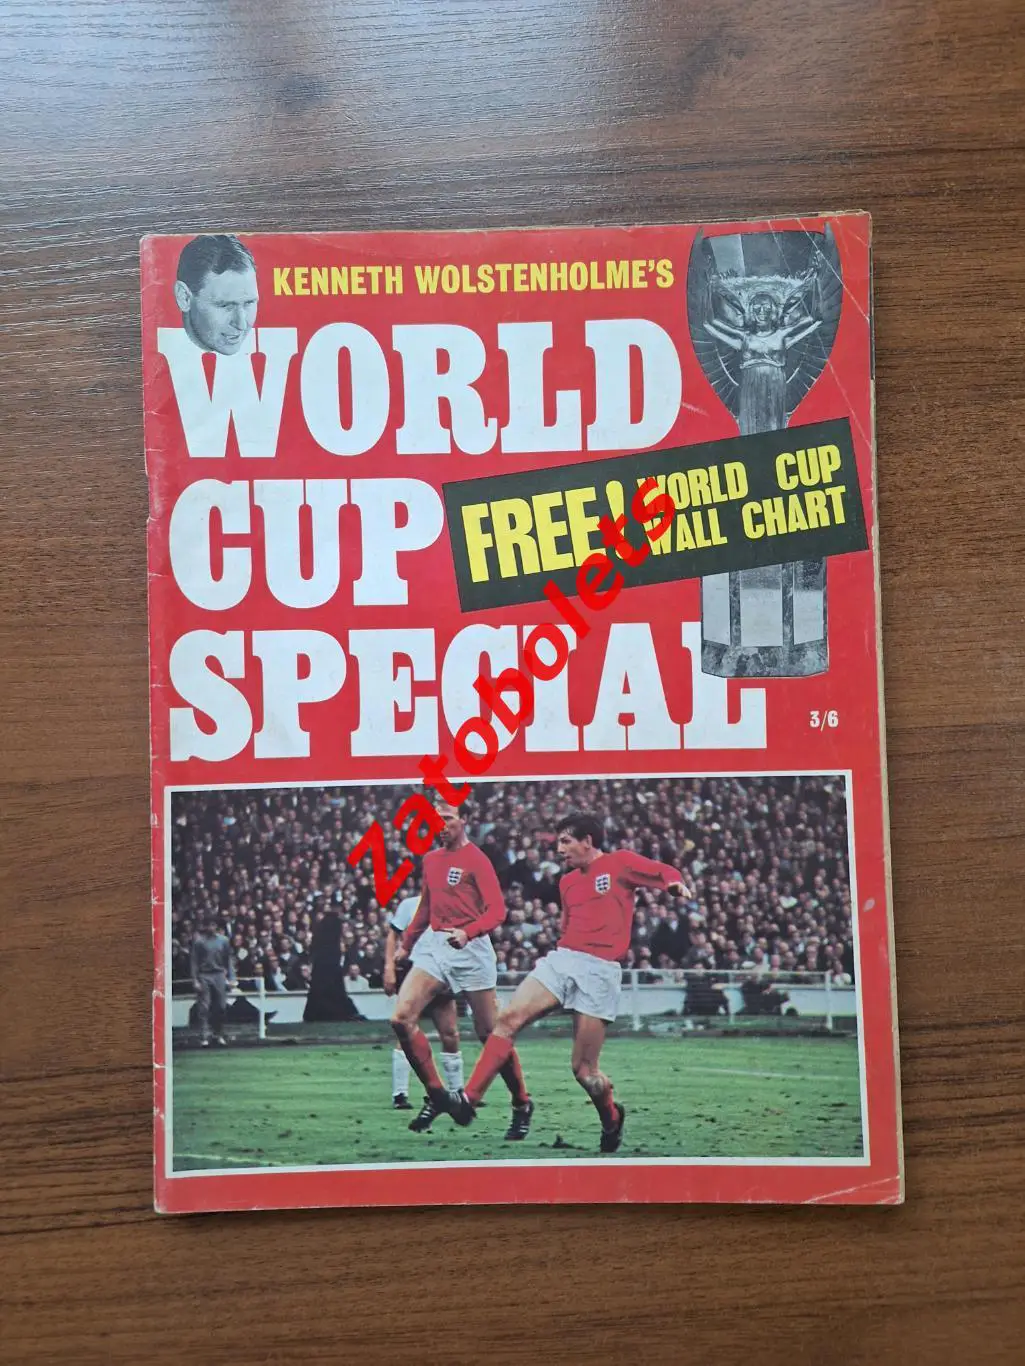 KENNETH WOLSTENHOLME'S
WORLD
CUP
SPECIAL
FREE! WORLD CUP
WALL CHART
3/6
Zatobolets